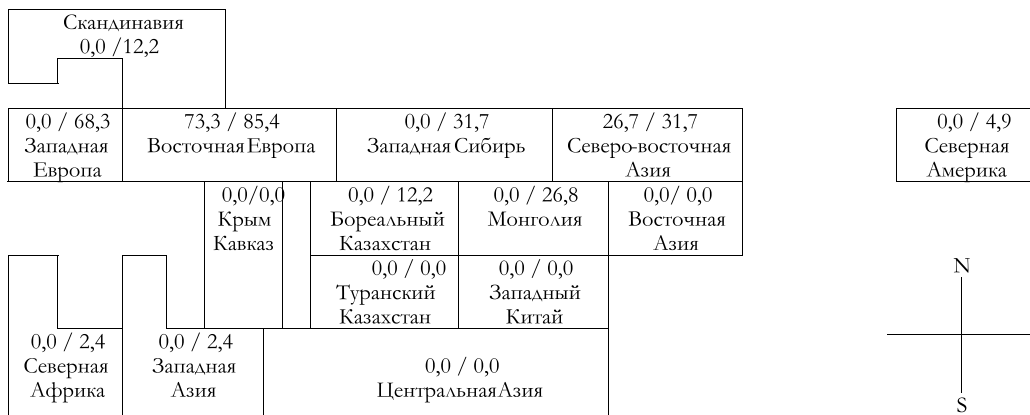 Скандинавия
0,0 /12,2
0,0 / 68,3
Западная
Европа
73,3 / 85,4
Восточная Европа
0,0 / 31,7
Западная Сибирь
26,7 / 31,7
Северо-восточная
Азия
0,0 / 4,9
Северная
Америка
0,0/0,0
Крым
Кавказ
0,0 / 12,2
Бореальный
Казахстан
0,0 / 26,8
Монголия
0,0/ 0,0
Восточная
Азия
0,0 / 0,0
Туранский
Казахстан
0,0 / 0,0
Западный
Китай
N
0,0 / 2,4
Северная
Африка
0,0 / 2,4
Западная
Азия
0,0 / 0,0
Центральная Азия
S